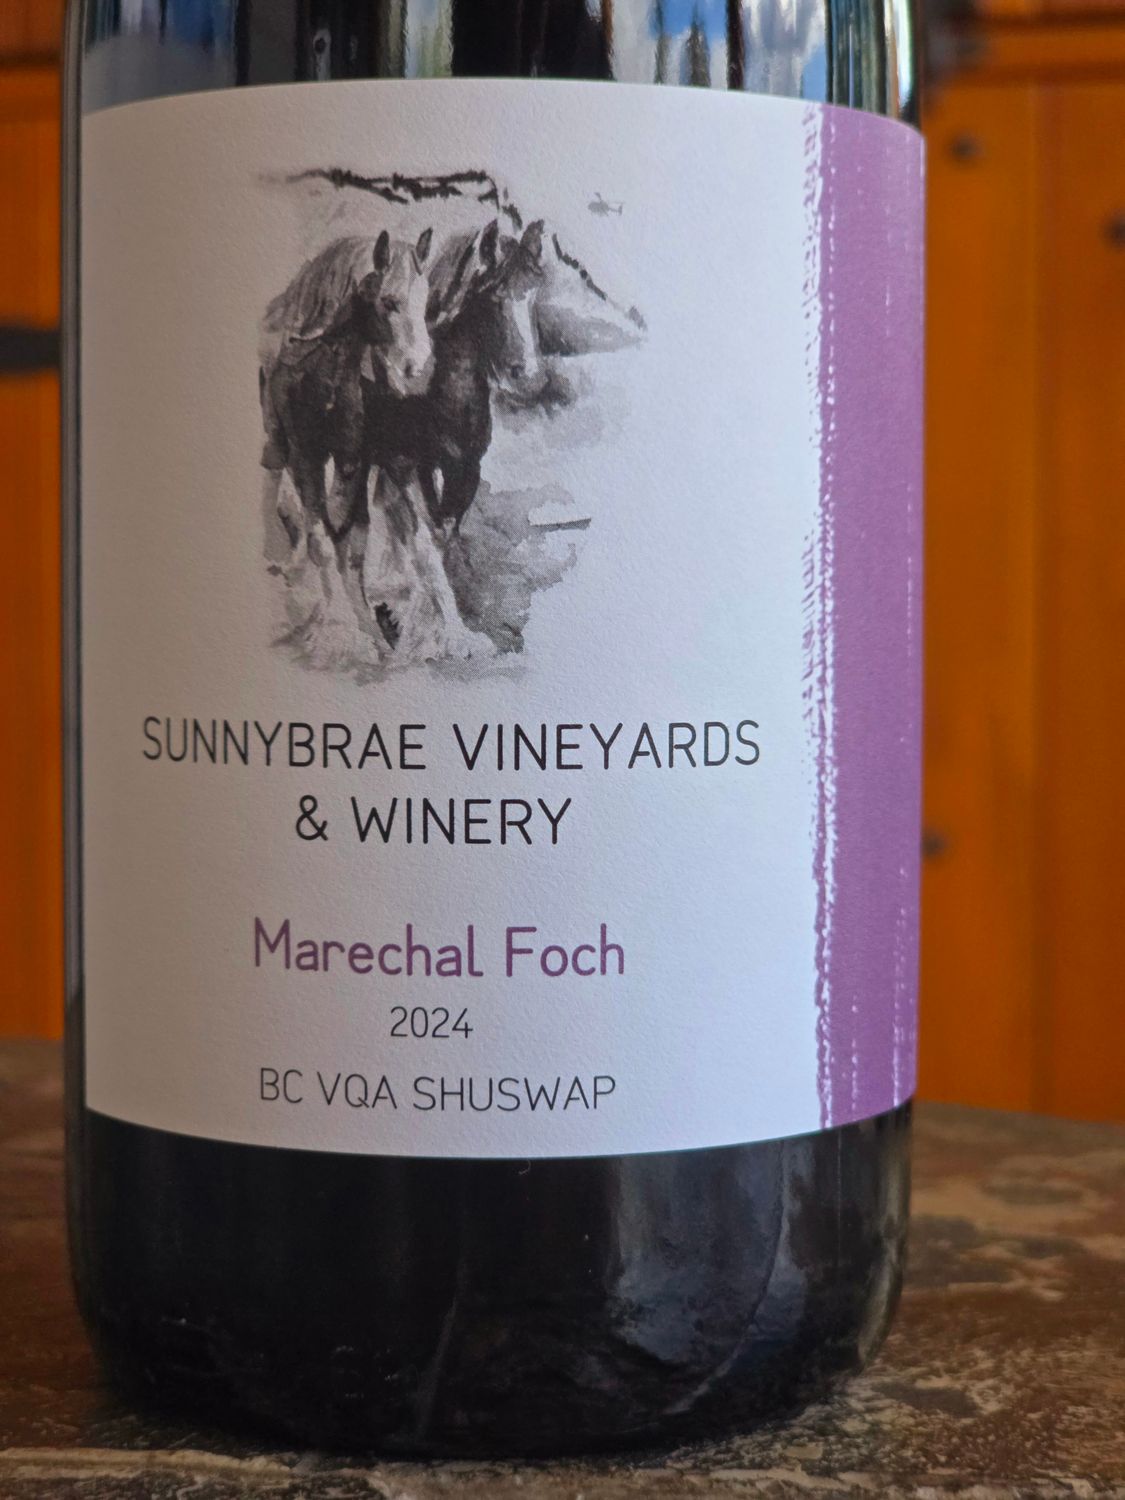 SUNNYBRAE VINEYARDS
& WINERY
Marechal Foch
2024
BC VQA SHUSWAP